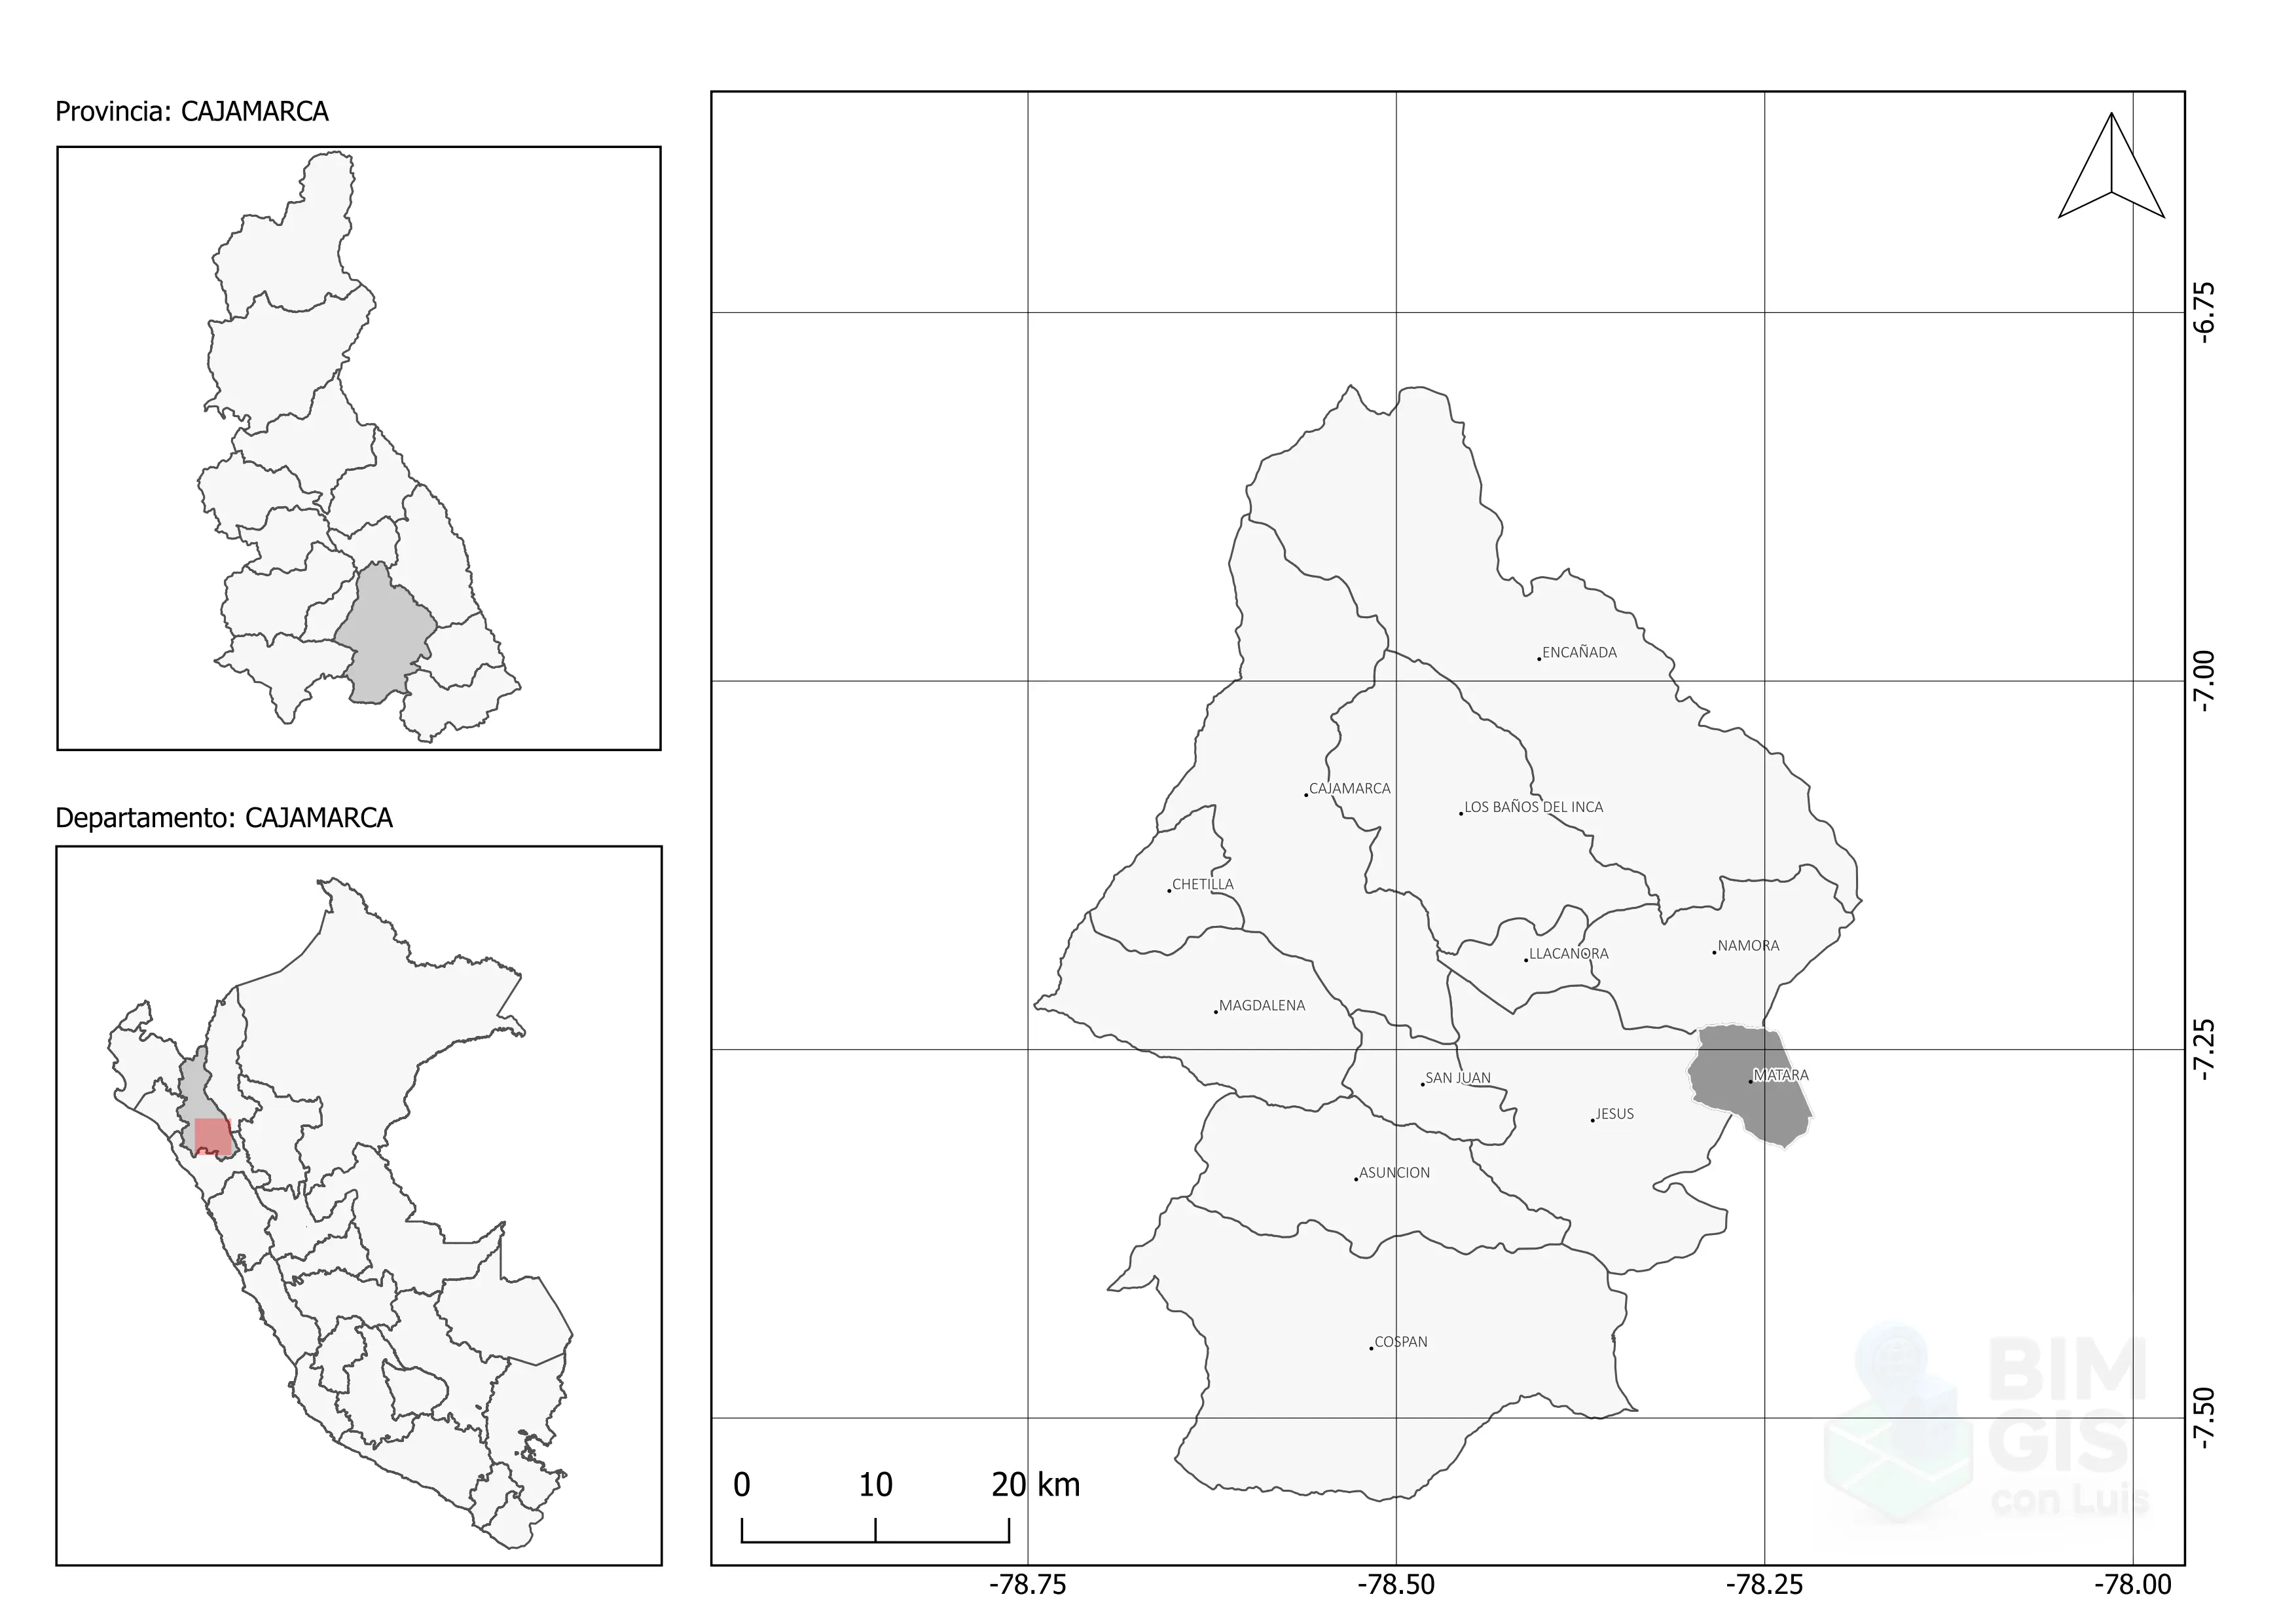 Provincia: CAJAMARCA
Departamento: CAJAMARCA
ENCAÑADA
CAJAMARCA
LOS BAÑOS DEL INCA
CHETILLA
LLACANORA
NAMORA
MAGDALENA
SAN JUAN
MATARA
JESUS
ASUNCION
COSPAN
-6.75
-7.00
-7.25
-7.50
0 10 20 km
-78.75 -78.50 -78.25 -78.00
BIM
GIS
con Luis